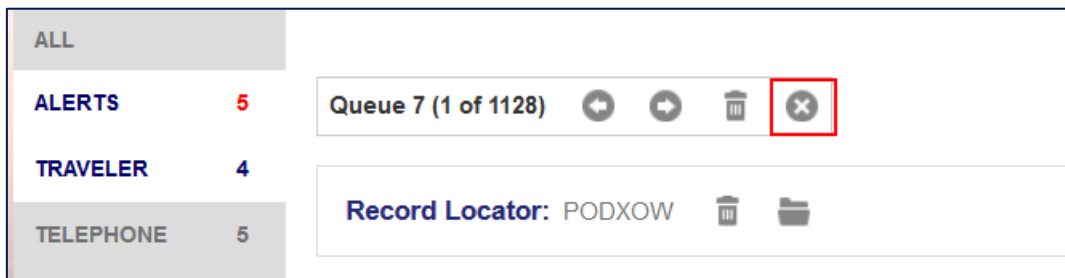 ALL
ALERTS 5
TRAVELER 4
TELEPHONE 5
Queue 7 (1 of 1128)
Record Locator: PODXOW